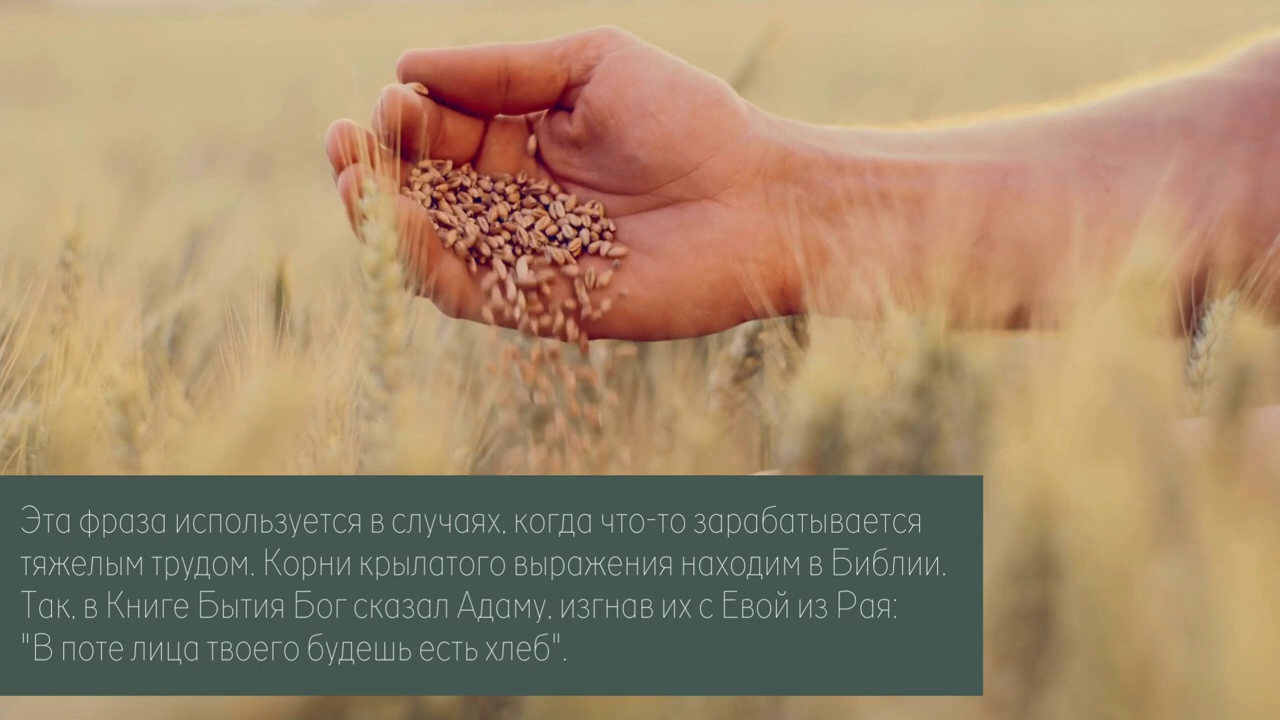 Эта фраза используется в случаях, когда что-то зарабатывается
тяжелым трудом. Корни крылатого выражения находим в Библии.
Так, в Книге Бытия Бог сказал Адаму, изгнав их с Евой из Рая:
"В поте лица твоего будешь есть хлеб".